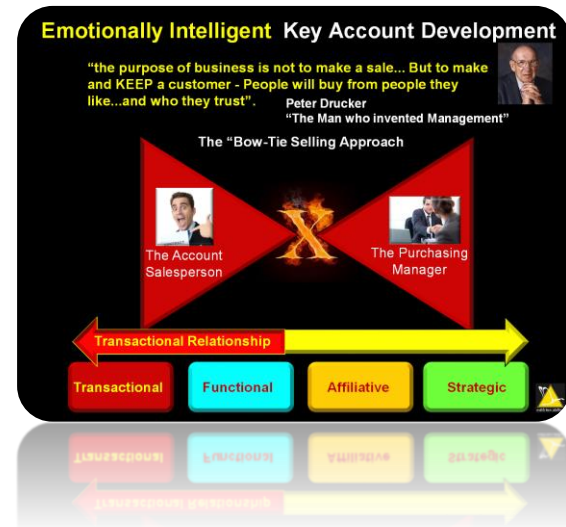 Emotionally Intelligent Key Account Development
“the purpose of business is not to make a sale... But to make
and KEEP a customer - People will buy from people they
like...and who they trust”.
Peter Drucker
“The Man who invented Management”
The “Bow-Tie Selling Approach
X
The Account
Salesperson
The Purchasing
Manager
Transactional Relationship
Transactional
Functional
Affiliative
Strategic